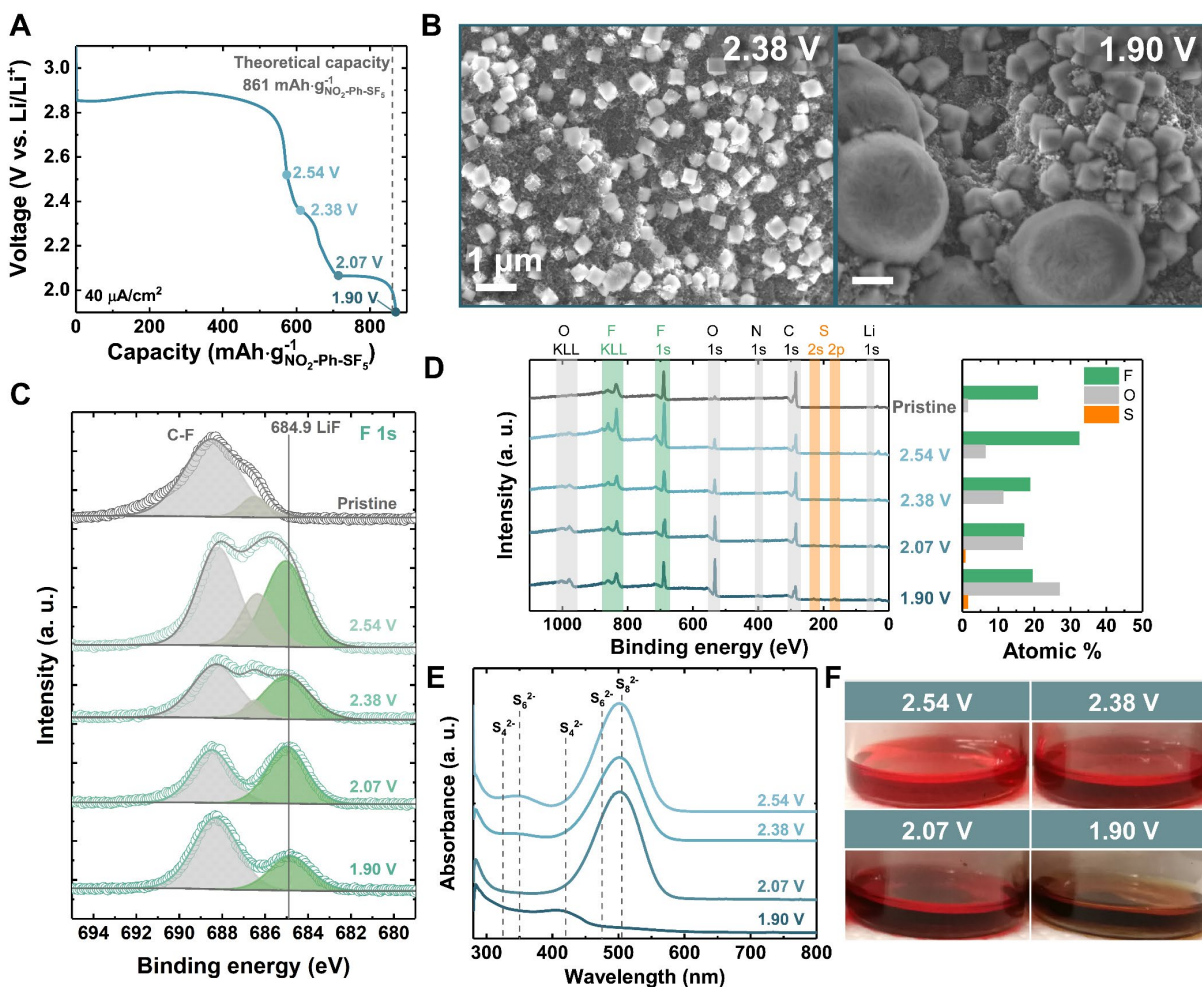 A
Voltage (V vs. Li/Li⁺)
3.0
2.8
2.6
2.4
2.2
2.0
Theoretical capacity
861 mAh·g⁻¹NO₂-Ph-SF₅
2.54 V
2.38 V
2.07 V
1.90 V
40 μA/cm²
0 200 400 600 800
Capacity (mAh·g⁻¹NO₂-Ph-SF₅)
B
2.38 V
1 μm
1.90 V
C
Intensity (a. u.)
C-F
684.9 LiF
F 1s
Pristine
2.54 V
2.38 V
2.07 V
1.90 V
694 692 690 688 686 684 682 680
Binding energy (eV)
D
O F F O N C S Li
KLL KLL 1s 1s 1s 1s 2s 2p 1s
Intensity (a. u.)
Pristine
2.54 V
2.38 V
2.07 V
1.90 V
1000 800 600 400 200 0
Binding energy (eV)
F
O
S
0 10 20 30 40 50
Atomic %
E
Absorbance (a. u.)
S₄²⁻
S₆²⁻
S₄²⁻
S₆²⁻
S₈²⁻
2.54 V
2.38 V
2.07 V
1.90 V
300 400 500 600 700 800
Wavelength (nm)
F
2.54 V
2.38 V
2.07 V
1.90 V